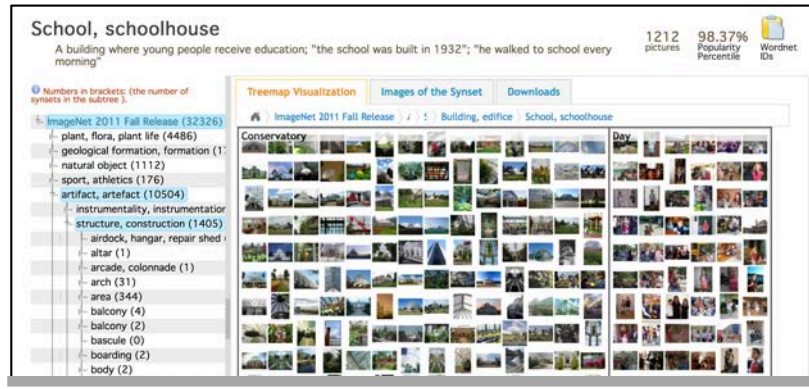 School, schoolhouse
A building where young people receive education; "the school was built in 1932"; "he walked to school every
morning"
1212
pictures
98.37%
Popularity
Percentile
Wordnet
IDs
Numbers in brackets: (the number of
synsets in the subtree ).
ImageNet 2011 Fall Release (32326)
plant, flora, plant life (4486)
geological formation, formation (1
natural object (1112)
sport, athletics (176)
artifact, artefact (10504)
instrumentality, instrumentation
structure, construction (1405)
airdock, hangar, repair shed
altar (1)
arcade, colonnade (1)
arch (31)
area (344)
balcony (4)
balcony (2)
bascule (0)
boarding (2)
body (2)
Treemap Visualization
Images of the Synset
Downloads
ImageNet 2011 Fall Release
Building, edifice
School, schoolhouse
Conservatory
Day